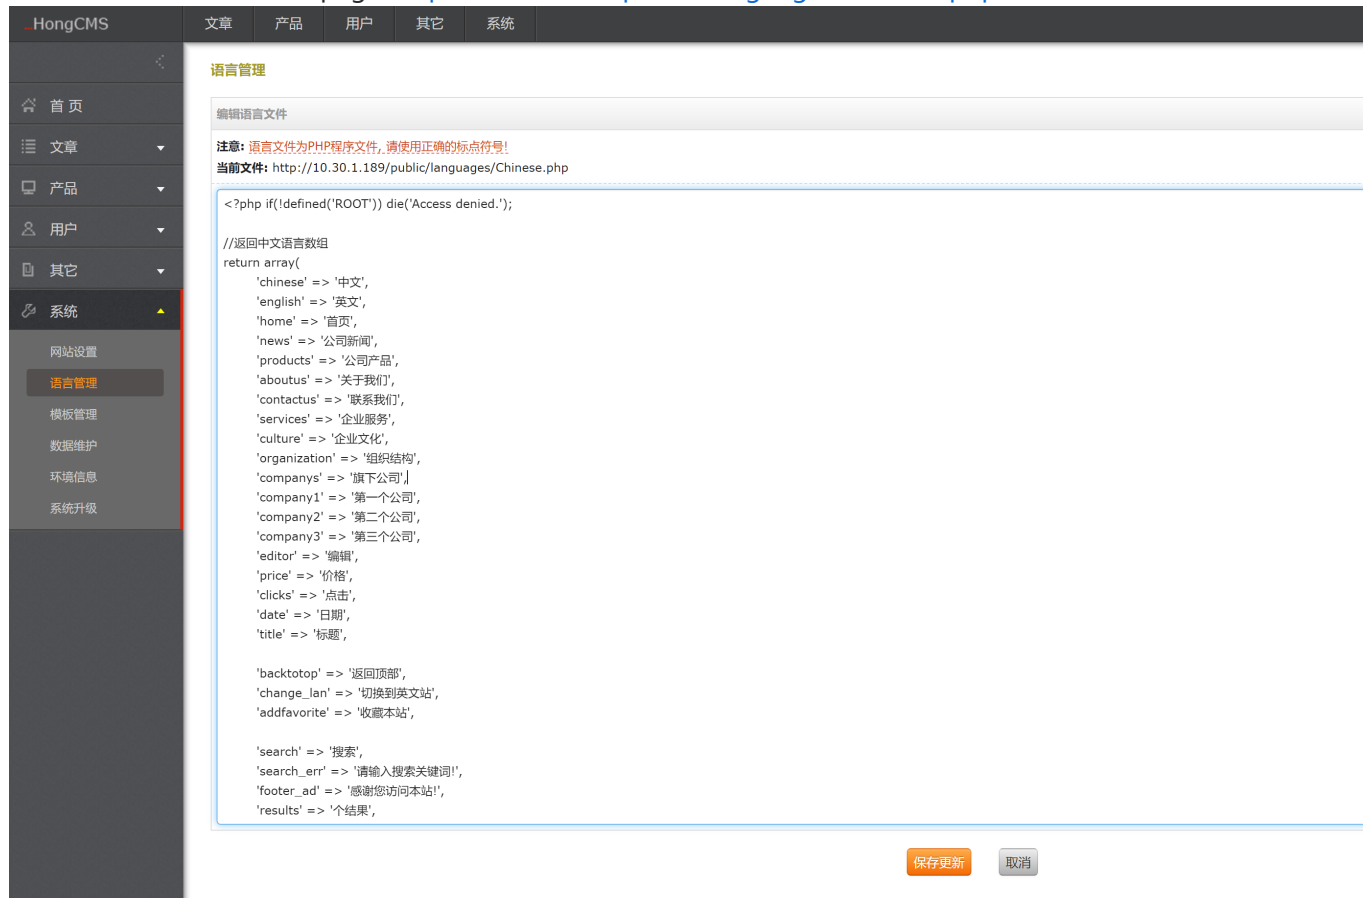 HongCMS
文章 产品 用户 其它 系统
首 页
文章
产品
用户
其它
系统
网站设置
语言管理
模板管理
数据维护
环境信息
系统升级
语言管理
编辑语言文件
注意: 语言文件为PHP程序文件, 请使用正确的标点符号!
当前文件: http://10.30.1.189/public/languages/Chinese.php
<?php if(!defined('ROOT')) die('Access denied.');
//返回中文语言数组
return array(
'chinese' => '中文',
'english' => '英文',
'home' => '首页',
'news' => '公司新闻',
'products' => '公司产品',
'aboutus' => '关于我们',
'contactus' => '联系我们',
'services' => '企业服务',
'culture' => '企业文化',
'organization' => '组织结构',
'companys' => '旗下公司',
'company1' => '第一个公司',
'company2' => '第二个公司',
'company3' => '第三个公司',
'editor' => '编辑',
'price' => '价格',
'clicks' => '点击',
'date' => '日期',
'title' => '标题',
'backtotop' => '返回顶部',
'change_lan' => '切换到英文站',
'addfavorite' => '收藏本站',
'search' => '搜索',
'search_err' => '请输入搜索关键词!',
'footer_ad' => '感谢您访问本站!',
'results' => '个结果',
保存更新 取消